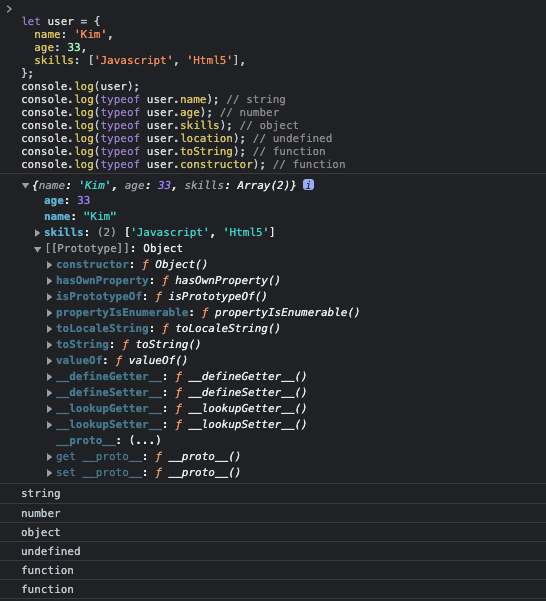 let user = {
  name: 'Kim',
  age: 33,
  skills: ['Javascript', 'Html5'],
};
console.log(user);
console.log(typeof user.name); // string
console.log(typeof user.age); // number
console.log(typeof user.skills); // object
console.log(typeof user.location); // undefined
console.log(typeof user.toString); // function
console.log(typeof user.constructor); // function
{name: 'Kim', age: 33, skills: Array(2)} i
age: 33
name: "Kim"
skills: (2) ['Javascript', 'Html5']
[[Prototype]]: Object
constructor: ƒ Object()
hasOwnProperty: ƒ hasOwnProperty()
isPrototypeOf: ƒ isPrototypeOf()
propertyIsEnumerable: ƒ propertyIsEnumerable()
toLocaleString: ƒ toLocaleString()
toString: ƒ toString()
valueOf: ƒ valueOf()
__defineGetter__: ƒ __defineGetter__()
__defineSetter__: ƒ __defineSetter__()
__lookupGetter__: ƒ __lookupGetter__()
__lookupSetter__: ƒ __lookupSetter__()
__proto__: (...)
get __proto__: ƒ __proto__()
set __proto__: ƒ __proto__()
string
number
object
undefined
function
function